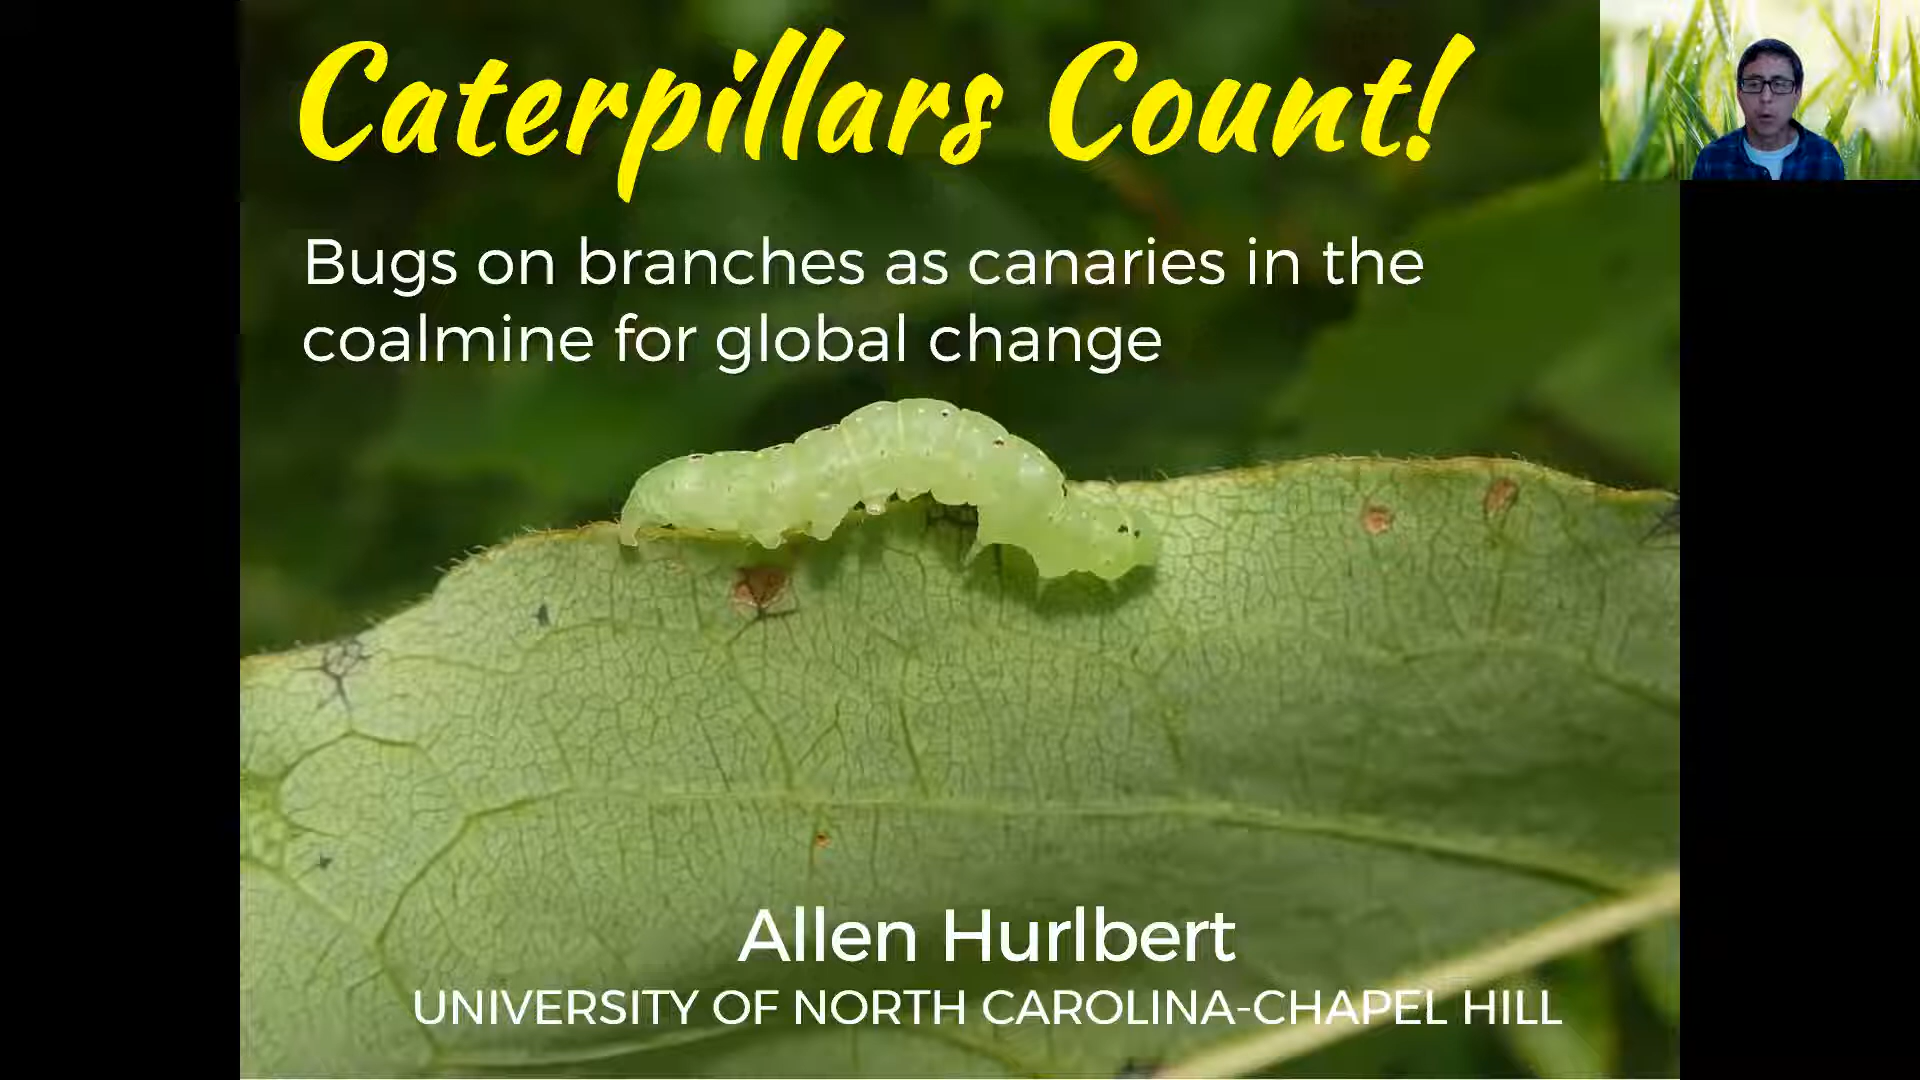 Caterpillars Count!
Bugs on branches as canaries in the
coalmine for global change
Allen Hurlbert
UNIVERSITY OF NORTH CAROLINA-CHAPEL HILL